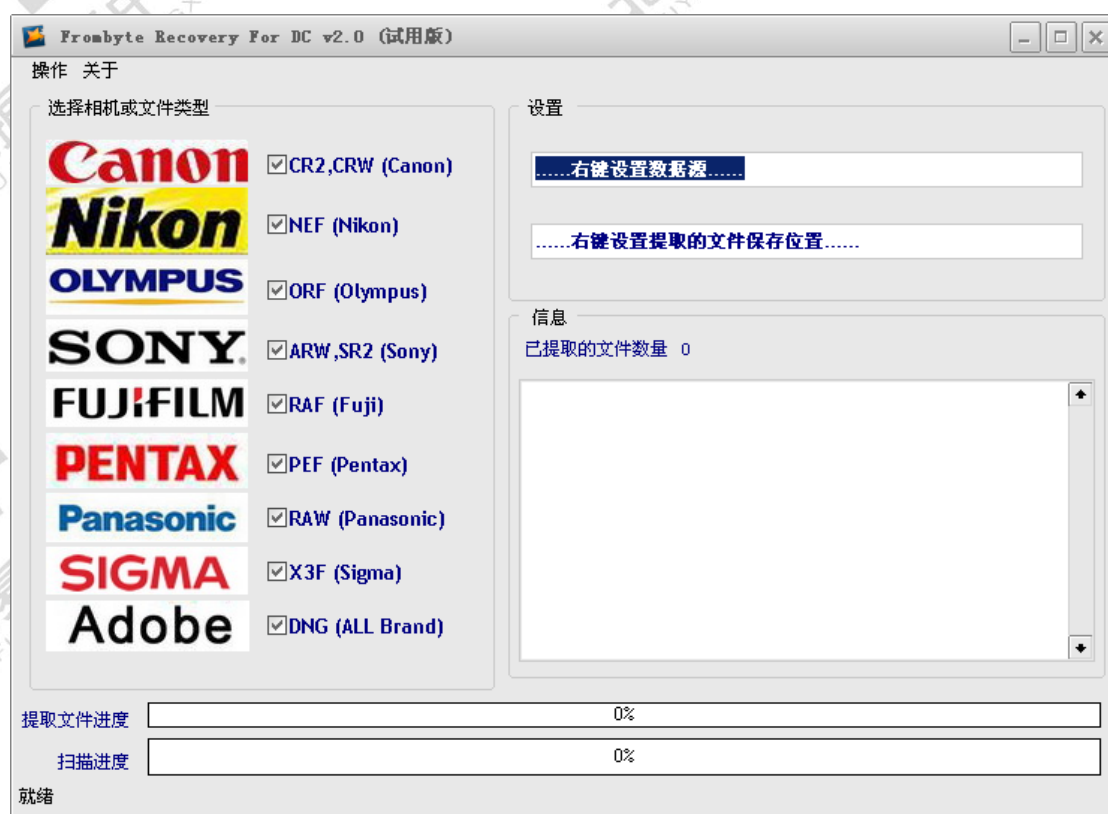 Frombyte Recovery For DC v2.0 (试用版)
操作 关于
选择相机或文件类型
Canon
CR2,CRW (Canon)
Nikon
NEF (Nikon)
OLYMPUS
ORF (Olympus)
SONY
ARW,SR2 (Sony)
FUJIFILM
RAF (Fuji)
PENTAX
PEF (Pentax)
Panasonic
RAW (Panasonic)
SIGMA
X3F (Sigma)
Adobe
DNG (ALL Brand)
设置
......右键设置数据源......
......右键设置提取的文件保存位置......
信息
已提取的文件数量 0
提取文件进度
0%
扫描进度
0%
就绪